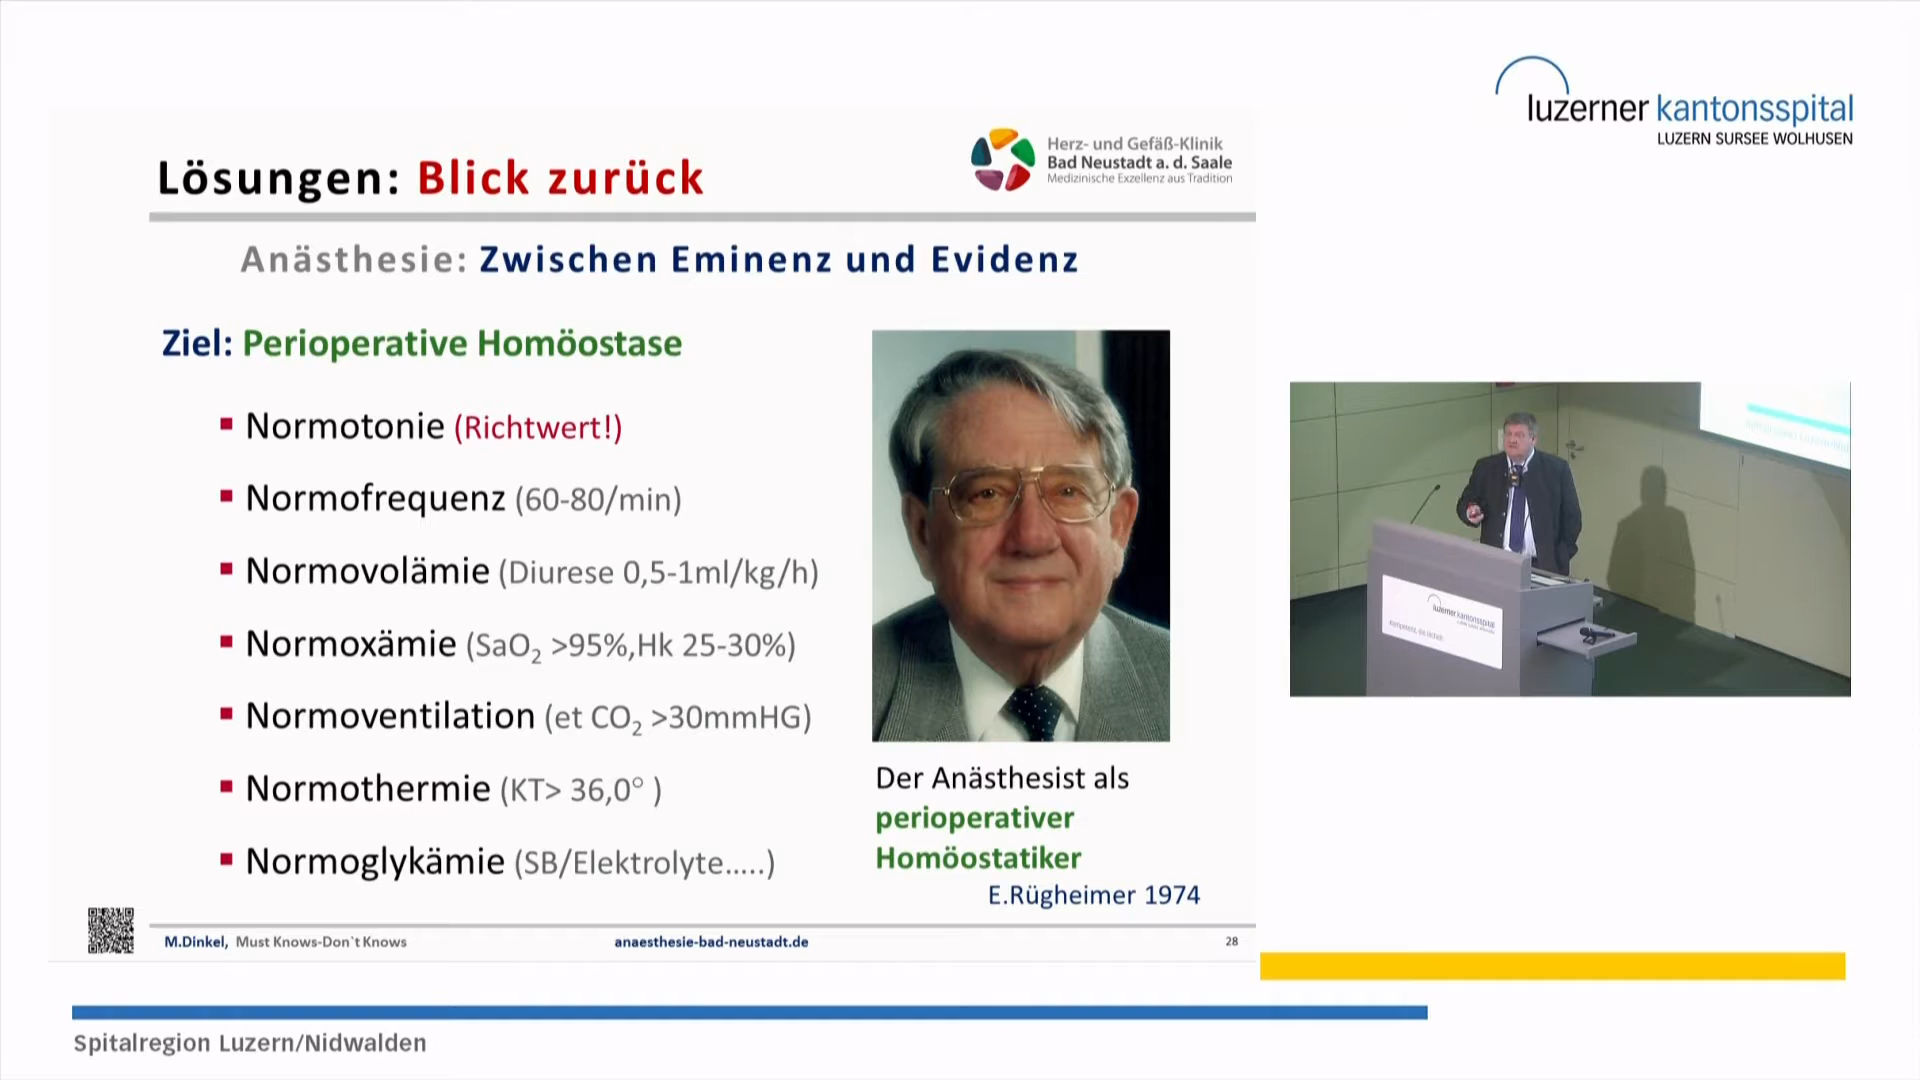 luzerner kantonsspital
LUZERN SURSEE WOLHUSEN
Herz- und Gefäß-Klinik
Bad Neustadt a. d. Saale
Medizinische Exzellenz aus Tradition
Lösungen: Blick zurück
Anästhesie: Zwischen Eminenz und Evidenz
Ziel: Perioperative Homöostase
▪ Normotonie (Richtwert!)
▪ Normofrequenz (60-80/min)
▪ Normovolämie (Diurese 0,5-1ml/kg/h)
▪ Normoxämie (SaO₂ >95%,Hk 25-30%)
▪ Normoventilation (et CO₂ >30mmHG)
▪ Normothermie (KT> 36,0° )
▪ Normoglykämie (SB/Elektrolyte.....)
Der Anästhesist als
perioperativer
Homöostatiker
E.Rügheimer 1974
M.Dinkel, Must Knows-Don`t Knows
anaesthesie-bad-neustadt.de
28
luzerner kantonsspital
Spitalregion Luzern/Nidwalden